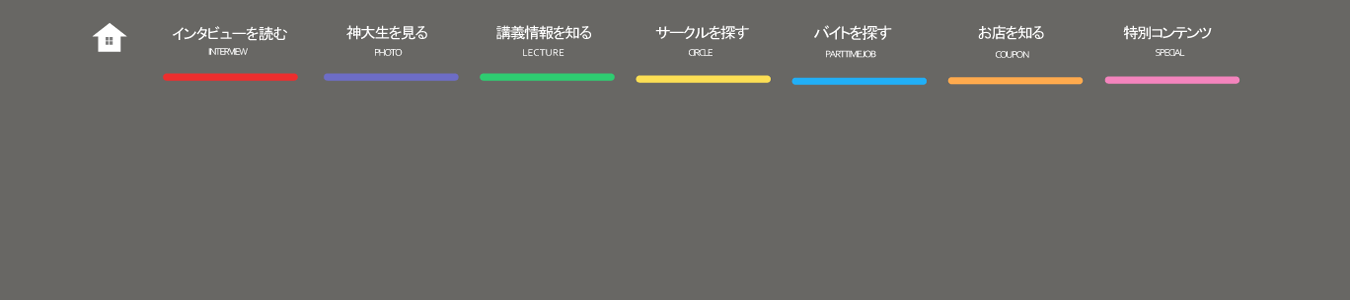 インタビューを読む
INTERVIEW
神大生を見る
PHOTO
講義情報を知る
LECTURE
サークルを探す
CIRCLE
バイトを探す
PARTTIMEJOB
お店を知る
COUPON
特別コンテンツ
SPECIAL